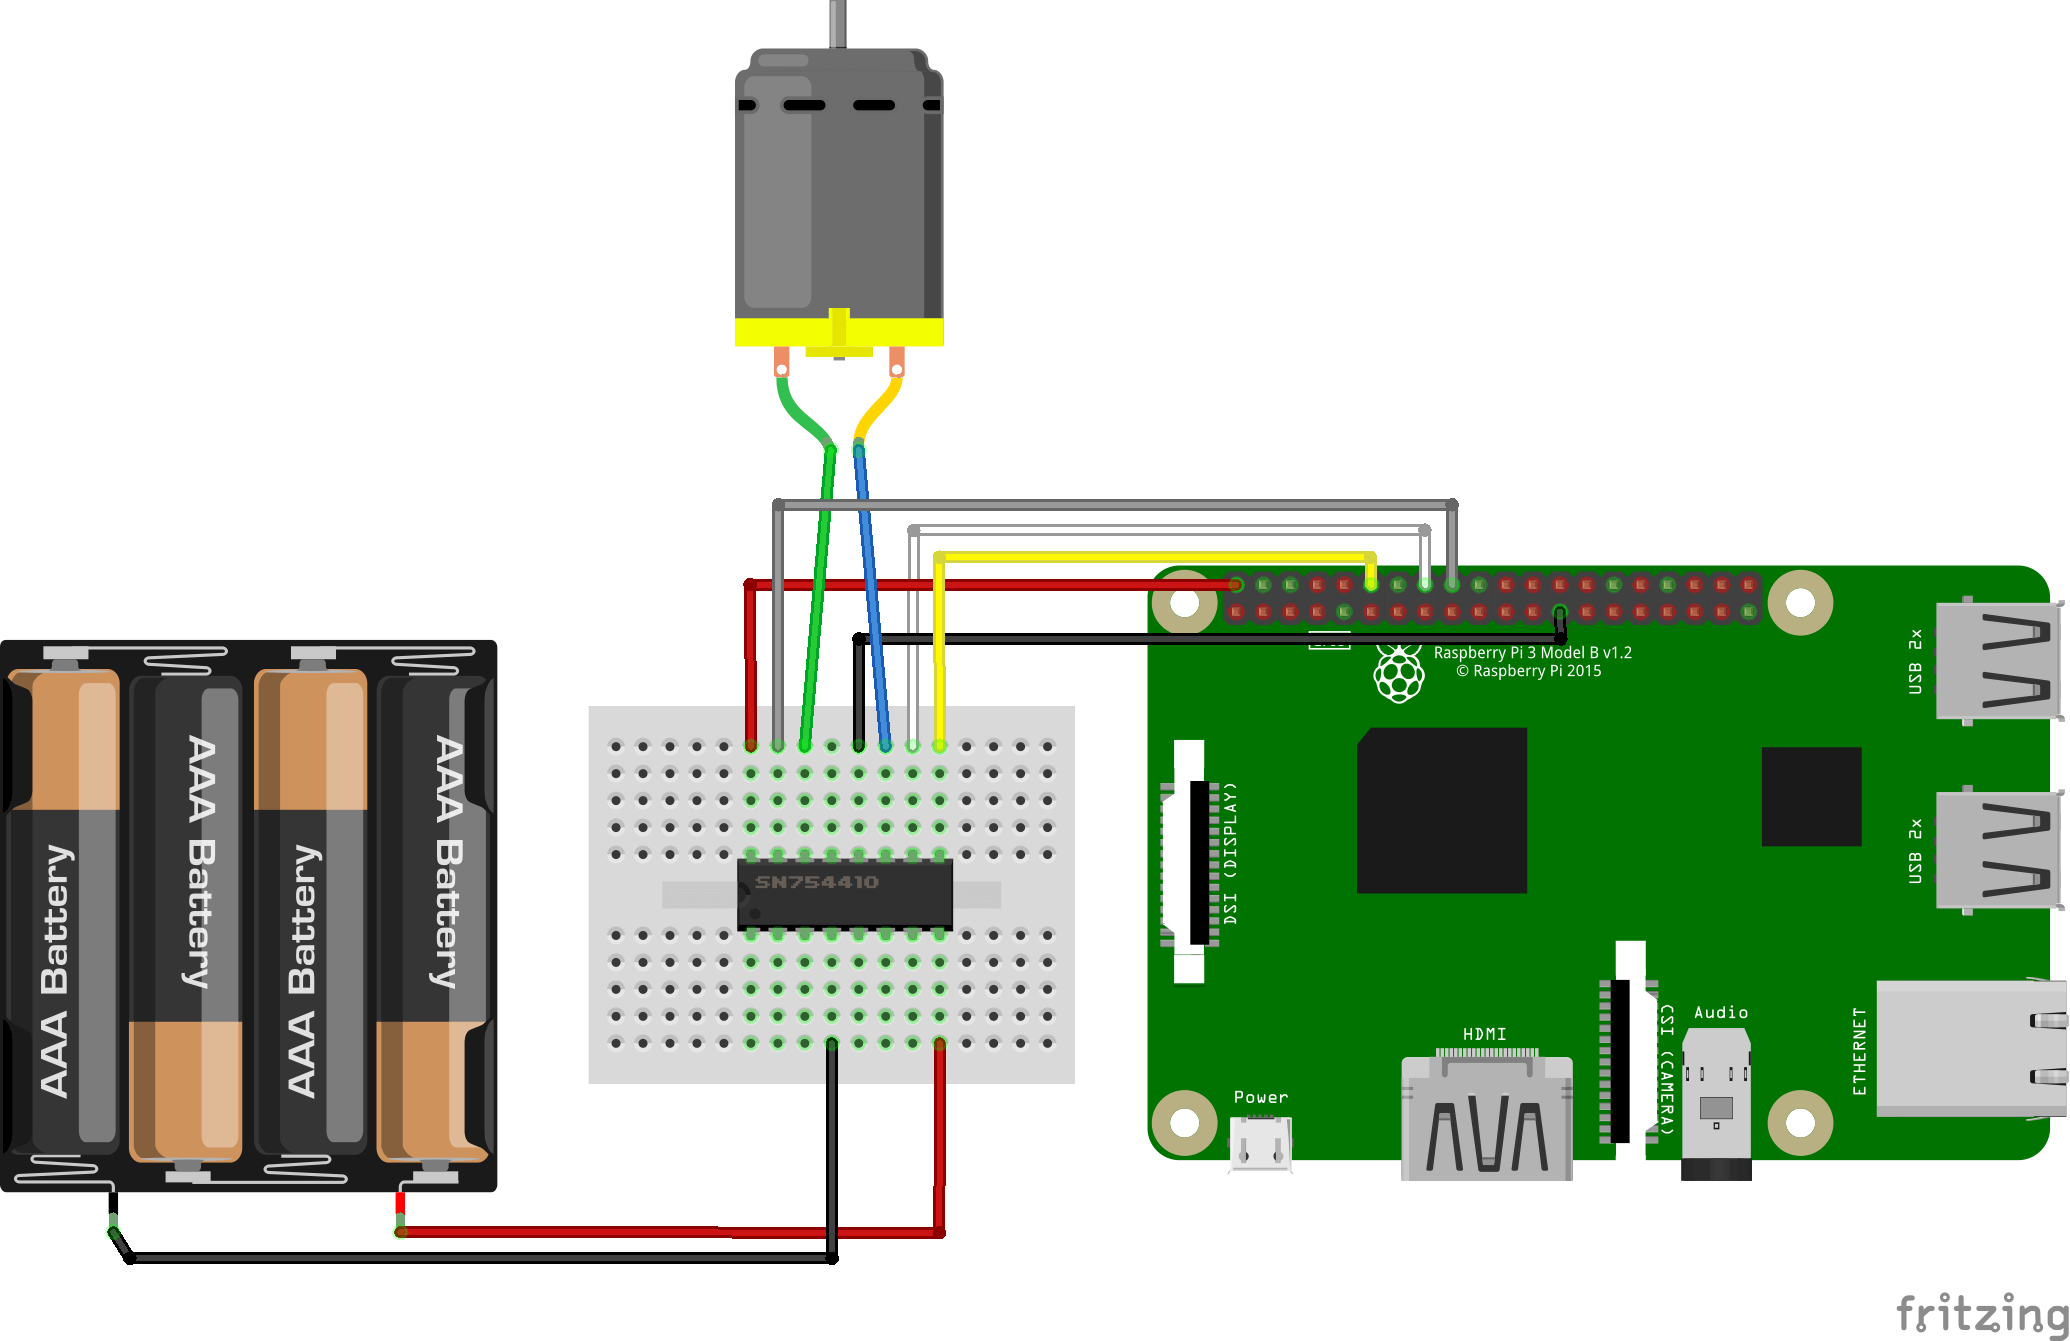 Raspberry Pi 3 Model B v1.2
© Raspberry Pi 2015
USB 2x
AAA Battery
AAA Battery
AAA Battery
AAA Battery
SN754410
DSI (DISPLAY)
USB 2x
HDMI
CSI (CAMERA)
Audio
ETHERNET
Power
fritzing